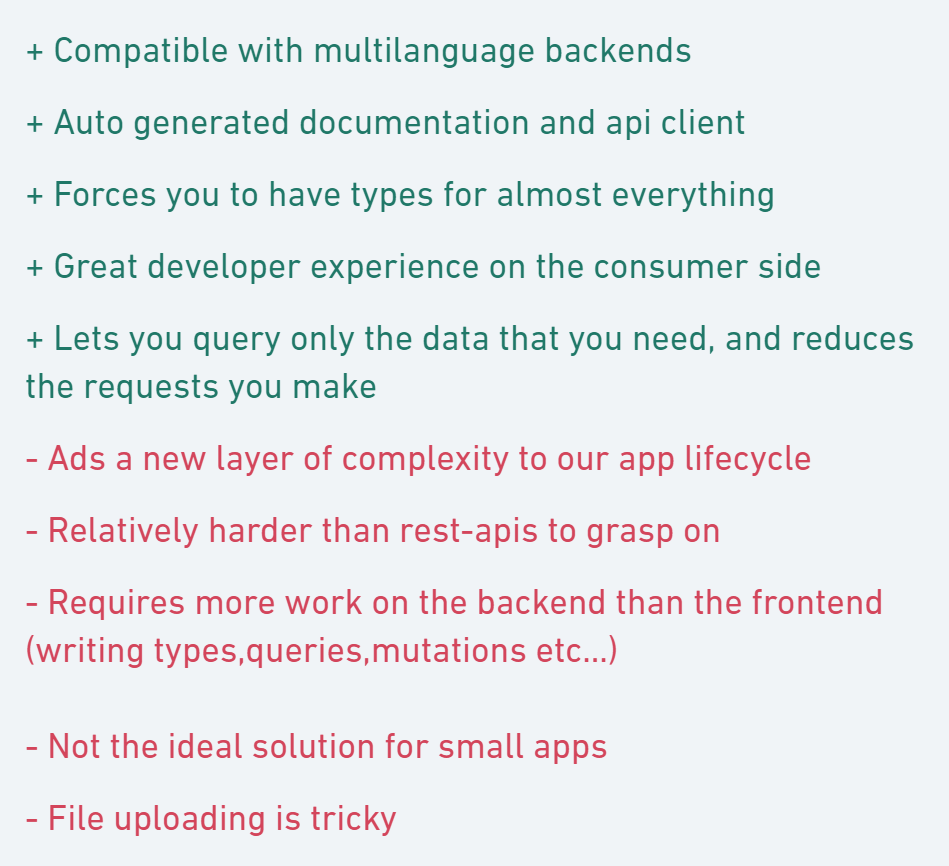 + Compatible with multilanguage backends
+ Auto generated documentation and api client
+ Forces you to have types for almost everything
+ Great developer experience on the consumer side
+ Lets you query only the data that you need, and reduces
the requests you make
- Ads a new layer of complexity to our app lifecycle
- Relatively harder than rest-apis to grasp on
- Requires more work on the backend than the frontend
(writing types,queries,mutations etc...)
- Not the ideal solution for small apps
- File uploading is tricky